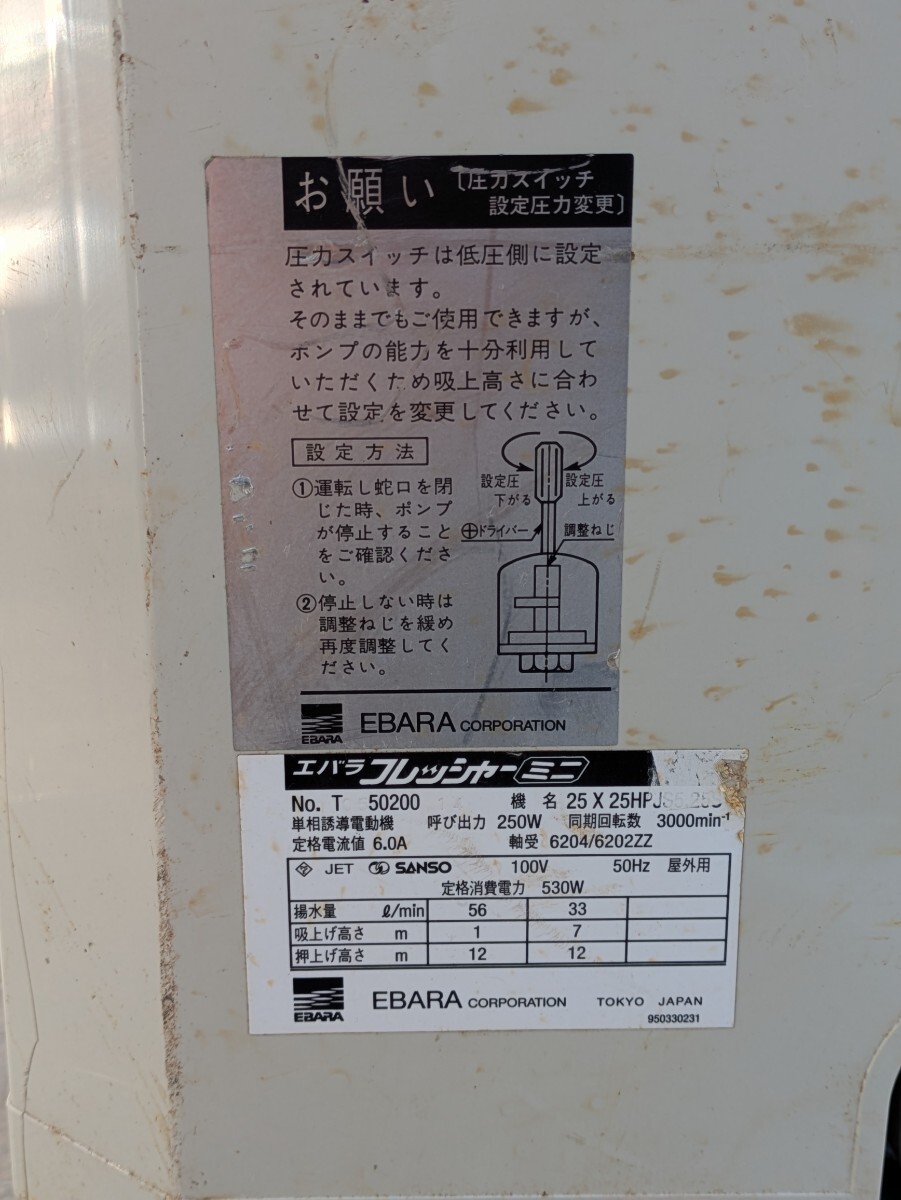 お願い〔圧力スイッチ
設定圧力変更〕
圧力スイッチは低圧側に設定
されています。
そのままでもご使用できますが、
ポンプの能力を十分利用して
いただくため吸上高さに合わ
せて設定を変更してください。
設定方法
①運転し蛇口を閉
じた時、ポンプ
が停止すること
をご確認くださ
い。
②停止しない時は
調整ねじを緩め
再度調整してく
ださい。
設定圧
下がる
設定圧
上がる
⊕ドライバー
調整ねじ
EBARA
EBARA CORPORATION
エバラ フレッシャーミニ
No. T 50200 機 名 25 X 25HPJS
単相誘導電動機 呼び出力 250W 同期回転数 3000min⁻¹
定格電流値 6.0A 軸受 6204/6202ZZ
JET SANSO 100V 50Hz 屋外用
定格消費電力 530W
揚水量 ℓ/min 56 33
吸上げ高さ m 1 7
押上げ高さ m 12 12
EBARA
EBARA CORPORATION TOKYO JAPAN
950330231